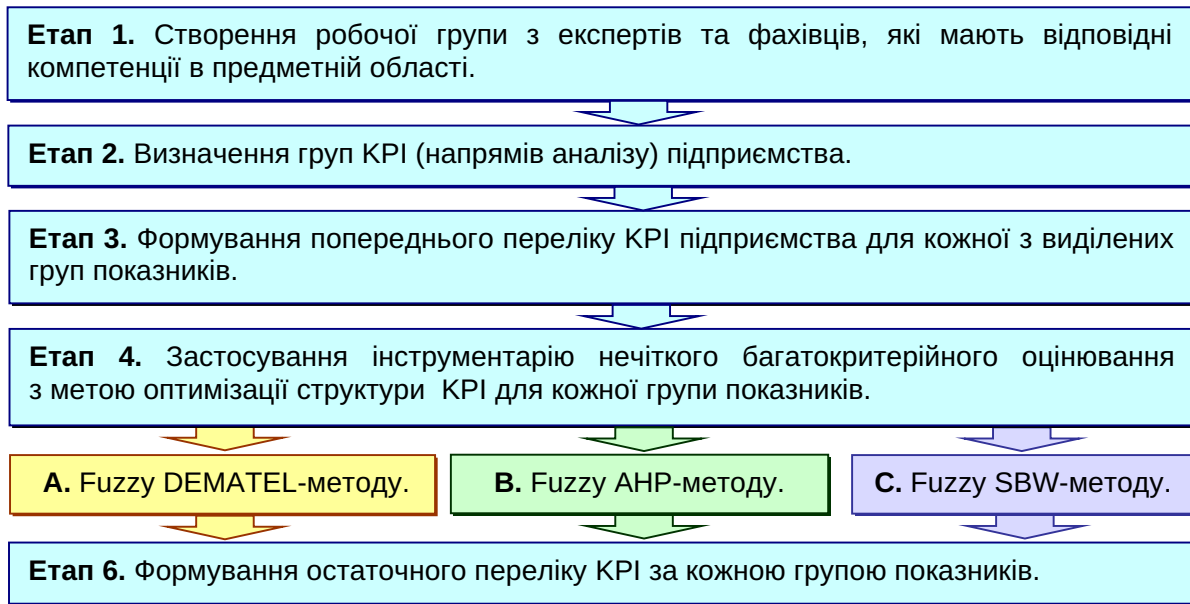 Етап 1. Створення робочої групи з експертів та фахівців, які мають відповідні
компетенції в предметній області.
Етап 2. Визначення груп KPI (напрямів аналізу) підприємства.
Етап 3. Формування попереднього переліку KPI підприємства для кожної з виділених
груп показників.
Етап 4. Застосування інструментарію нечіткого багатокритерійного оцінювання
з метою оптимізації структури KPI для кожної групи показників.
A. Fuzzy DEMATEL-методу.
B. Fuzzy AHP-методу.
C. Fuzzy SBW-методу.
Етап 6. Формування остаточного переліку KPI за кожною групою показників.